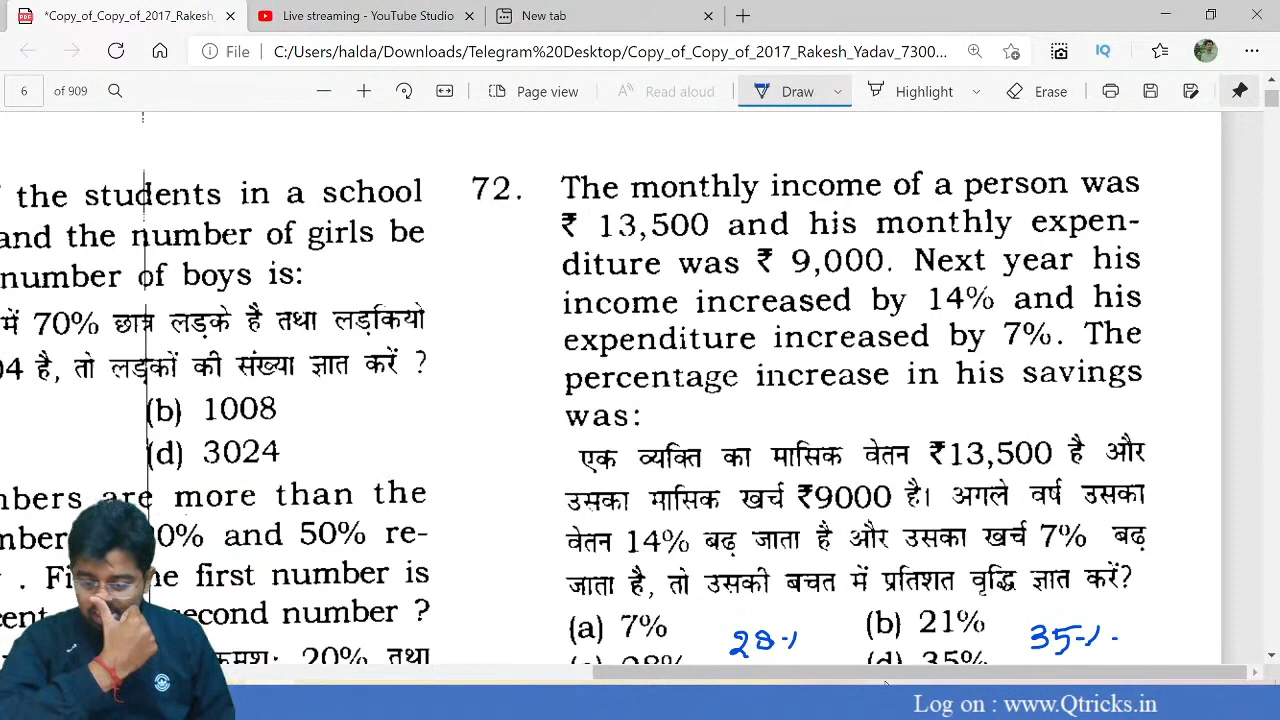 *Copy_of_Copy_of_2017_Rakesh_
Live streaming - YouTube Studio
New tab
File
C:/Users/halda/Downloads/Telegram%20Desktop/Copy_of_Copy_of_2017_Rakesh_Yadav_7300...
IQ
6 of 909
Page view
Read aloud
Draw
Highlight
Erase
the students in a school
and the number of girls be
number of boys is:
में 70% छात्र लड़के है तथा लड़कियो
04 है, तो लड़कों की संख्या ज्ञात करें ?
(b) 1008
(d) 3024
mbers are more than the
0% and 50% re-
first number is
second number ?
20% तथा
72. The monthly income of a person was
₹ 13,500 and his monthly expen-
diture was ₹ 9,000. Next year his
income increased by 14% and his
expenditure increased by 7%. The
percentage increase in his savings
was:
एक व्यक्ति का मासिक वेतन ₹13,500 है और
उसका मासिक खर्च ₹9000 है। अगले वर्ष उसका
वेतन 14% बढ़ जाता है और उसका खर्च 7% बढ़
जाता है, तो उसकी बचत में प्रतिशत वृद्धि ज्ञात करें?
(a) 7% (b) 21%
28% 35%
28% (d) 35%
Log on : www.Qtricks.in